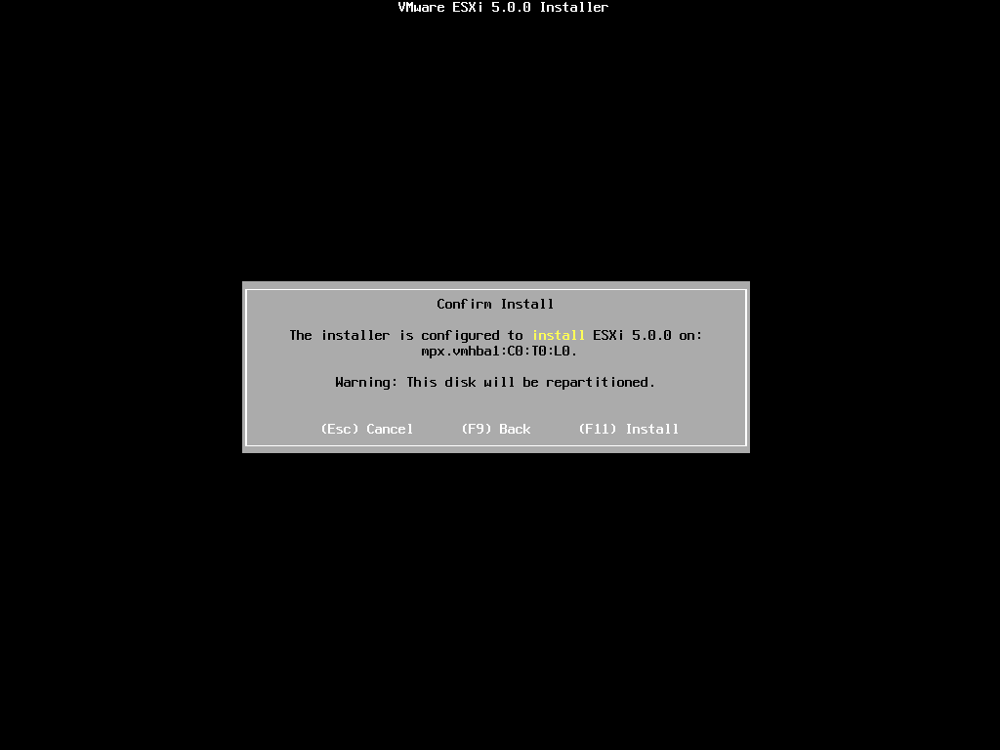 VMware ESXi 5.0.0 Installer
Confirm Install
The installer is configured to install ESXi 5.0.0 on:
mpx.vmhba1:C0:T0:L0.
Warning: This disk will be repartitioned.
(Esc) Cancel (F9) Back (F11) Install